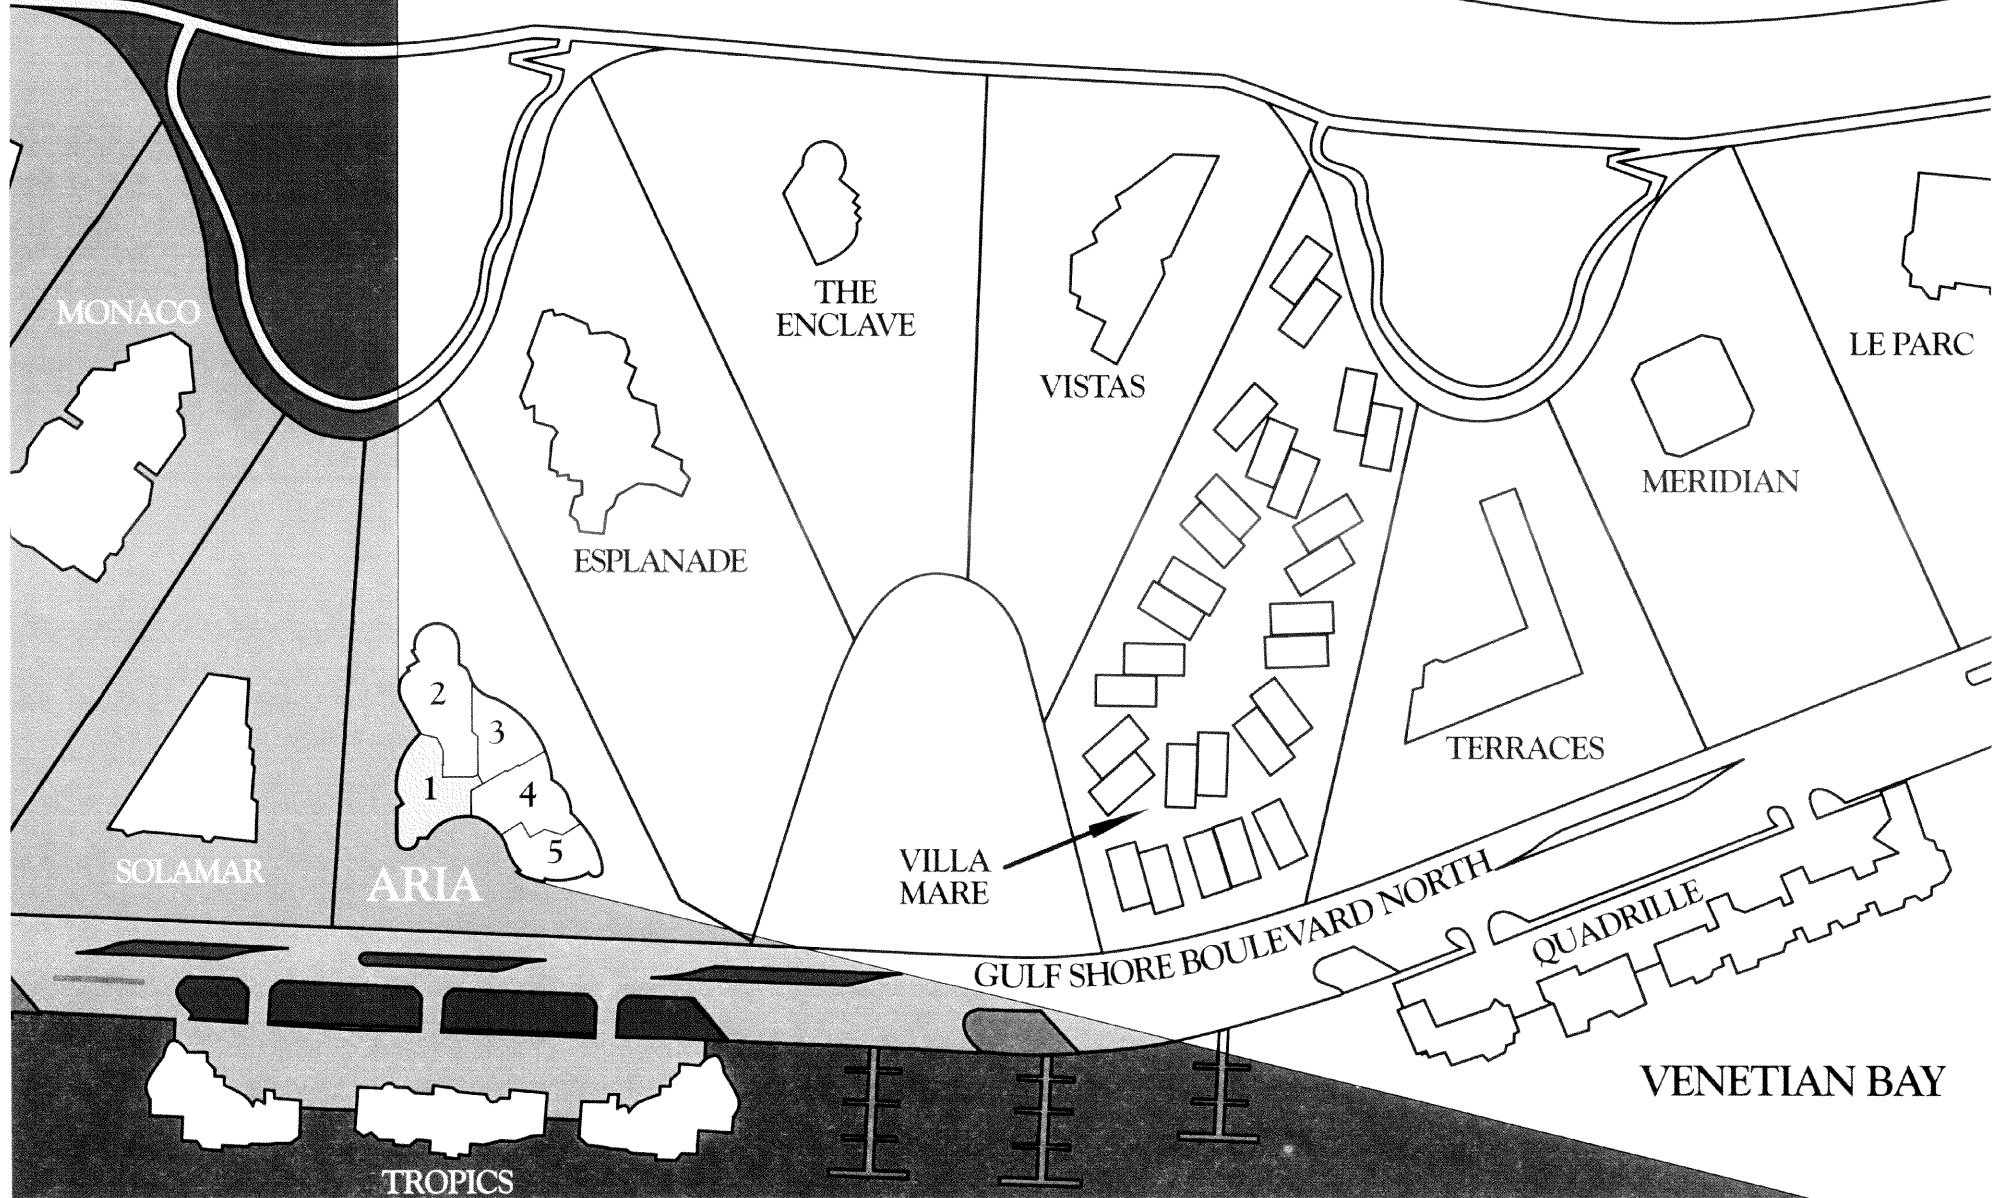 MONACO
THE
ENCLAVE
VISTAS
LE PARC
MERIDIAN
ESPLANADE
2
3
1
4
5
TERRACES
SOLAMAR
ARIA
VILLA
MARE
GULF SHORE BOULEVARD NORTH
QUADRILLE
VENETIAN BAY
TROPICS